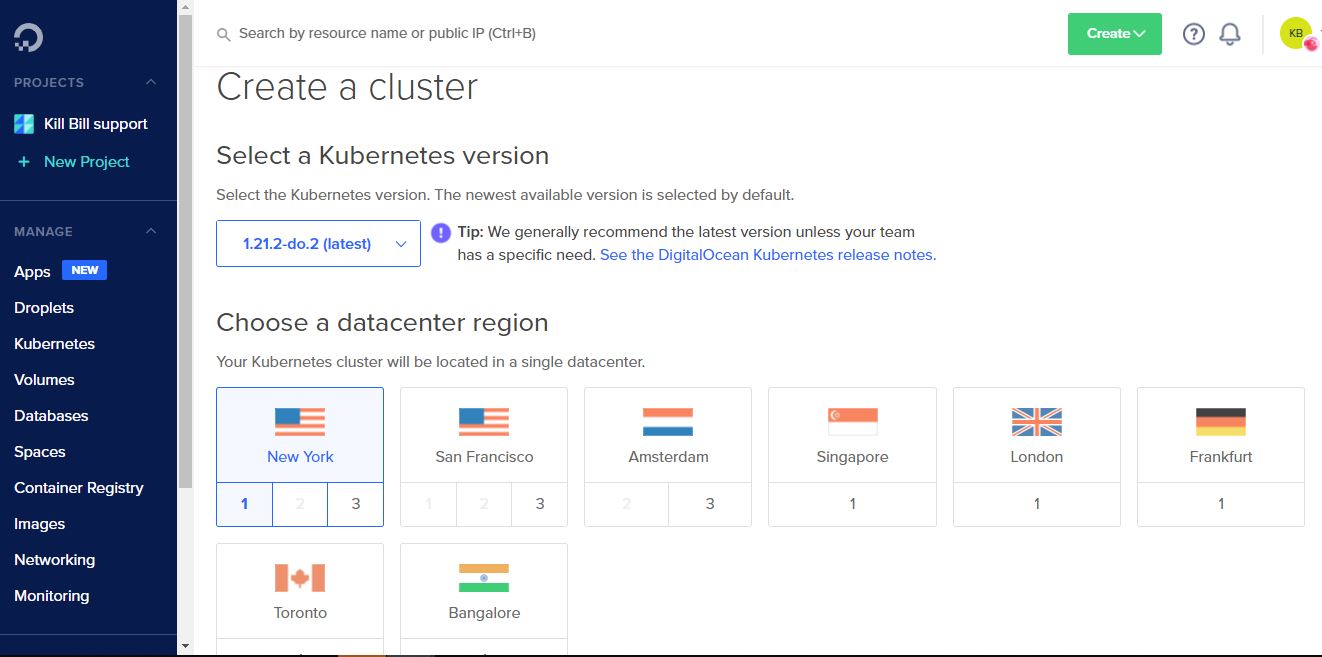 Search by resource name or public IP (Ctrl+B)
Create
?
KB
PROJECTS
Kill Bill support
+ New Project
MANAGE
Apps NEW
Droplets
Kubernetes
Volumes
Databases
Spaces
Container Registry
Images
Networking
Monitoring
Create a cluster
Select a Kubernetes version
Select the Kubernetes version. The newest available version is selected by default.
1.21.2-do.2 (latest)
! Tip: We generally recommend the latest version unless your team
has a specific need. See the DigitalOcean Kubernetes release notes.
Choose a datacenter region
Your Kubernetes cluster will be located in a single datacenter.
New York
1 2 3
San Francisco
1 2 3
Amsterdam
2 3
Singapore
1
London
1
Frankfurt
1
Toronto
Bangalore